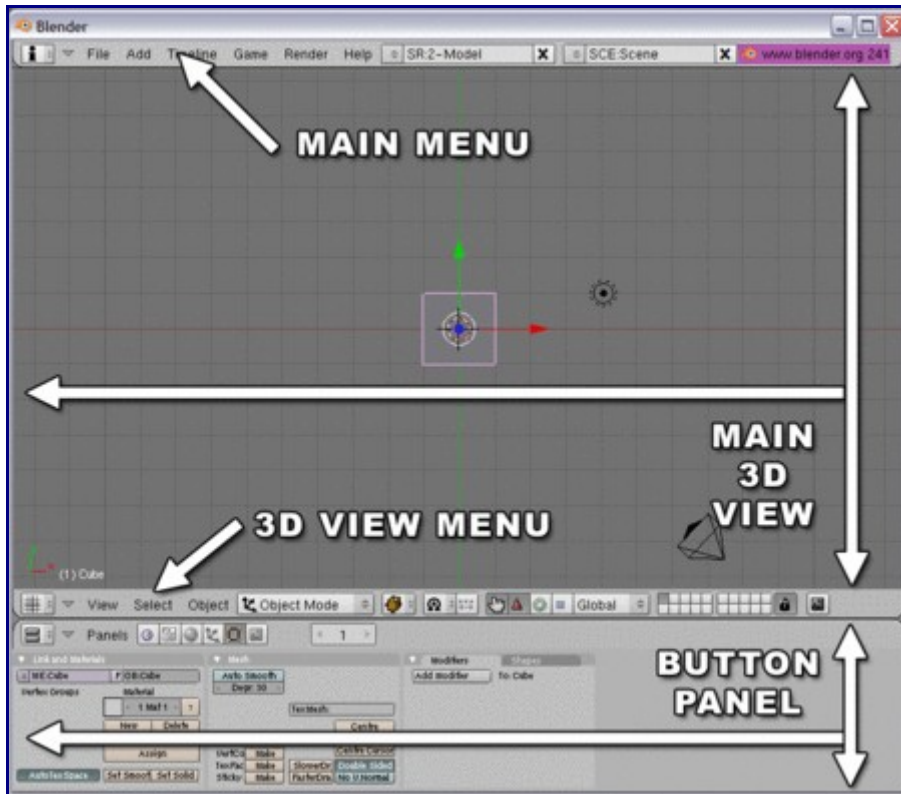 Blender
File Add Timeline Game Render Help SR:2-Model X SCE:Scene X www.blender.org 241
MAIN MENU
MAIN
3D
VIEW
3D VIEW MENU
(1) Cube
View Select Object Object Mode Global
Panels 1
BUTTON
PANEL
Link and Materials Mesh Modifiers Shapes
ME:Cube F OB:Cube Auto Smooth Add Modifier To: Cube
Vertex Groups Material Degr: 30
1 Mat 1 ? TexMesh:
New Delete Centre
Assign Make Centre Cursor
Make Double Sided
AutoTexSpace Set Smooth Set Solid Sticky Make No V.Normal